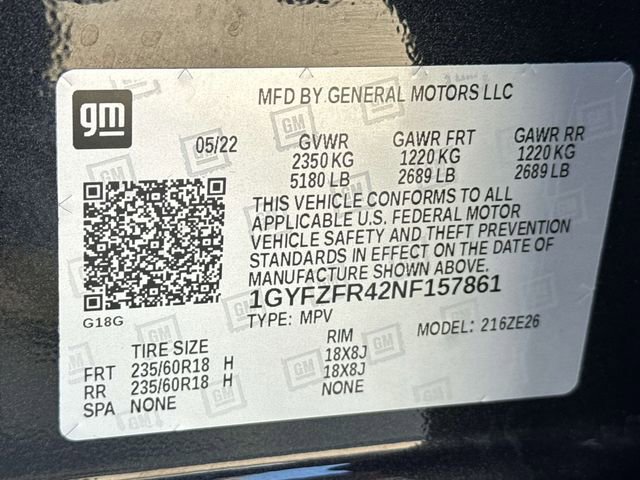 gm
MFD BY GENERAL MOTORS LLC
05/22 GVWR GAWR FRT GAWR RR
2350 KG 1220 KG 1220 KG
5180 LB 2689 LB 2689 LB
THIS VEHICLE CONFORMS TO ALL
APPLICABLE U.S. FEDERAL MOTOR
VEHICLE SAFETY AND THEFT PREVENTION
STANDARDS IN EFFECT ON THE DATE OF
MANUFACTURE SHOWN ABOVE.
1GYFZFR42NF157861
G18G TYPE: MPV MODEL: 216ZE26
TIRE SIZE RIM
FRT 235/60R18 H 18X8J
RR 235/60R18 H 18X8J
SPA NONE NONE